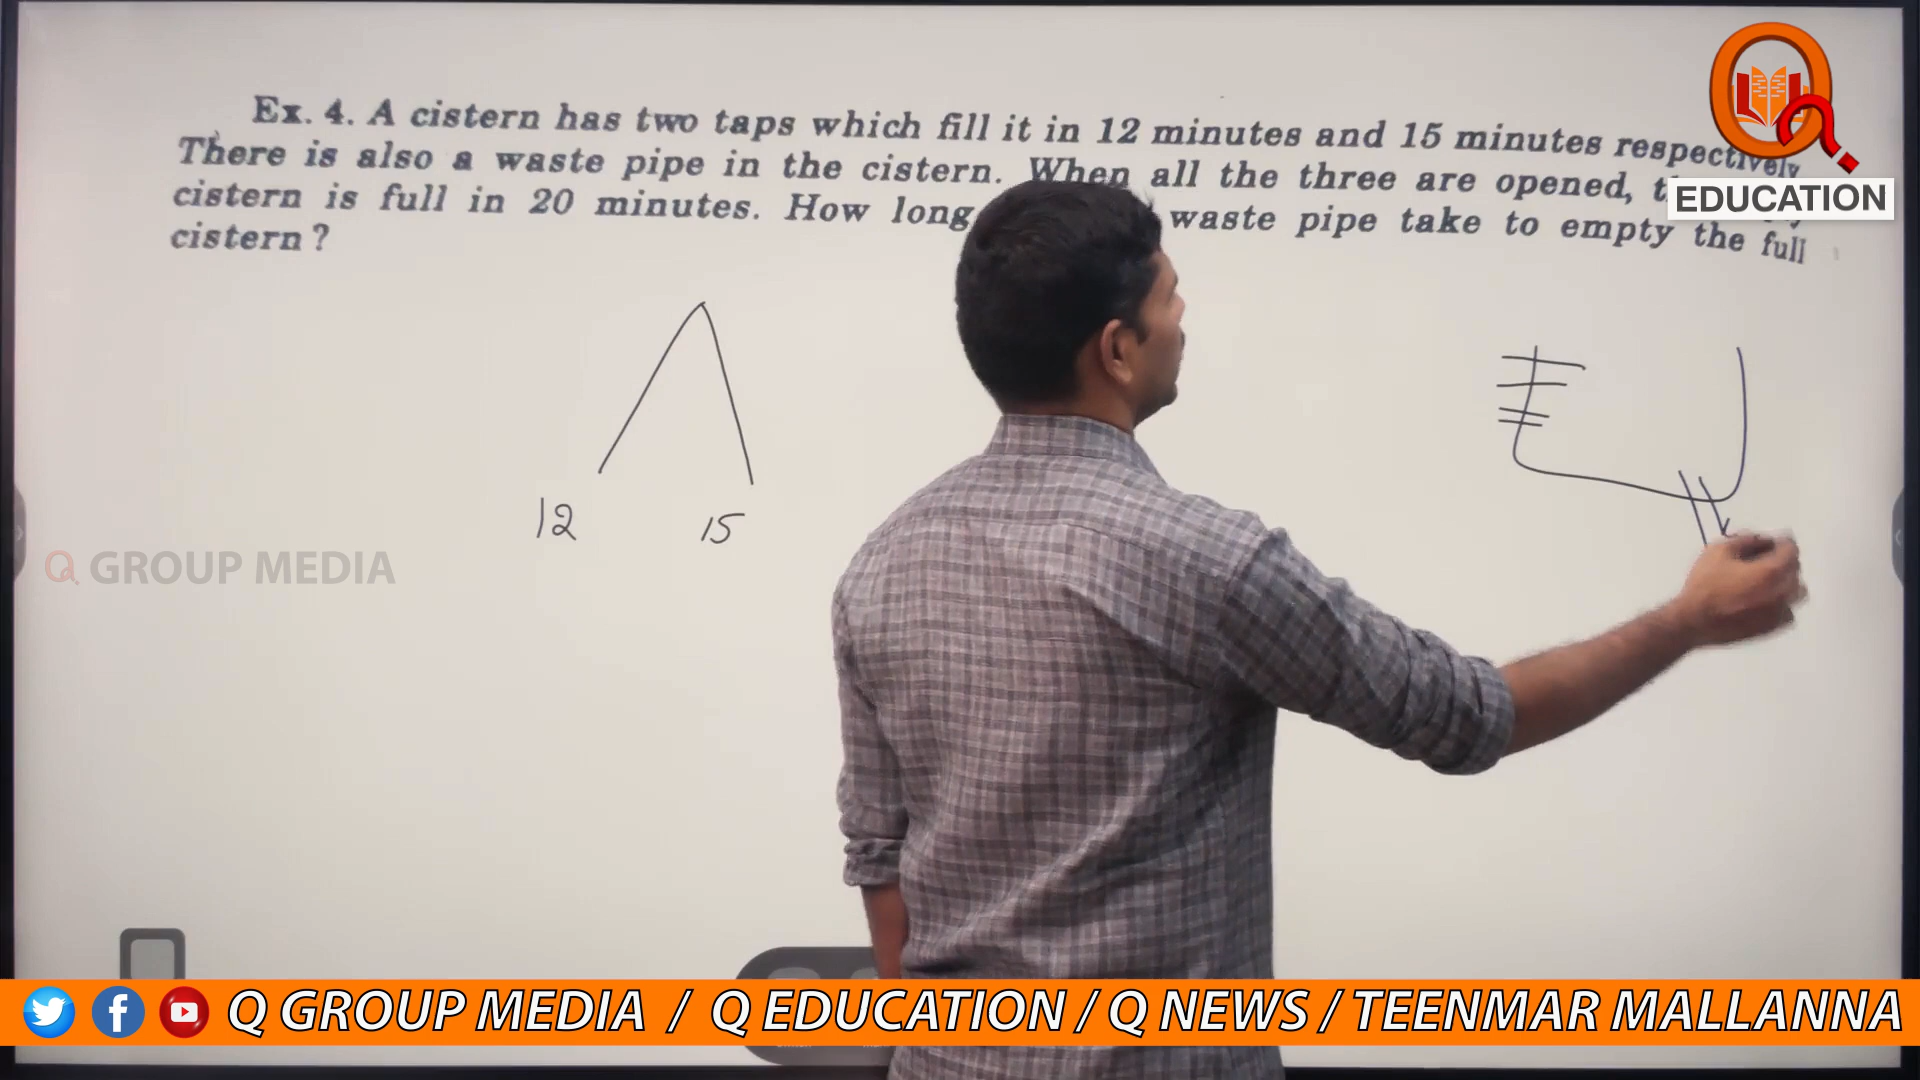 Ex. 4. A cistern has two taps which fill it in 12 minutes and 15 minutes respectively
There is also a waste pipe in the cistern. When all the three are opened,
cistern is full in 20 minutes. How long waste pipe take to empty the full
cistern ?
12 15
EDUCATION
Q GROUP MEDIA
Q GROUP MEDIA / Q EDUCATION / Q NEWS / TEENMAR MALLANNA